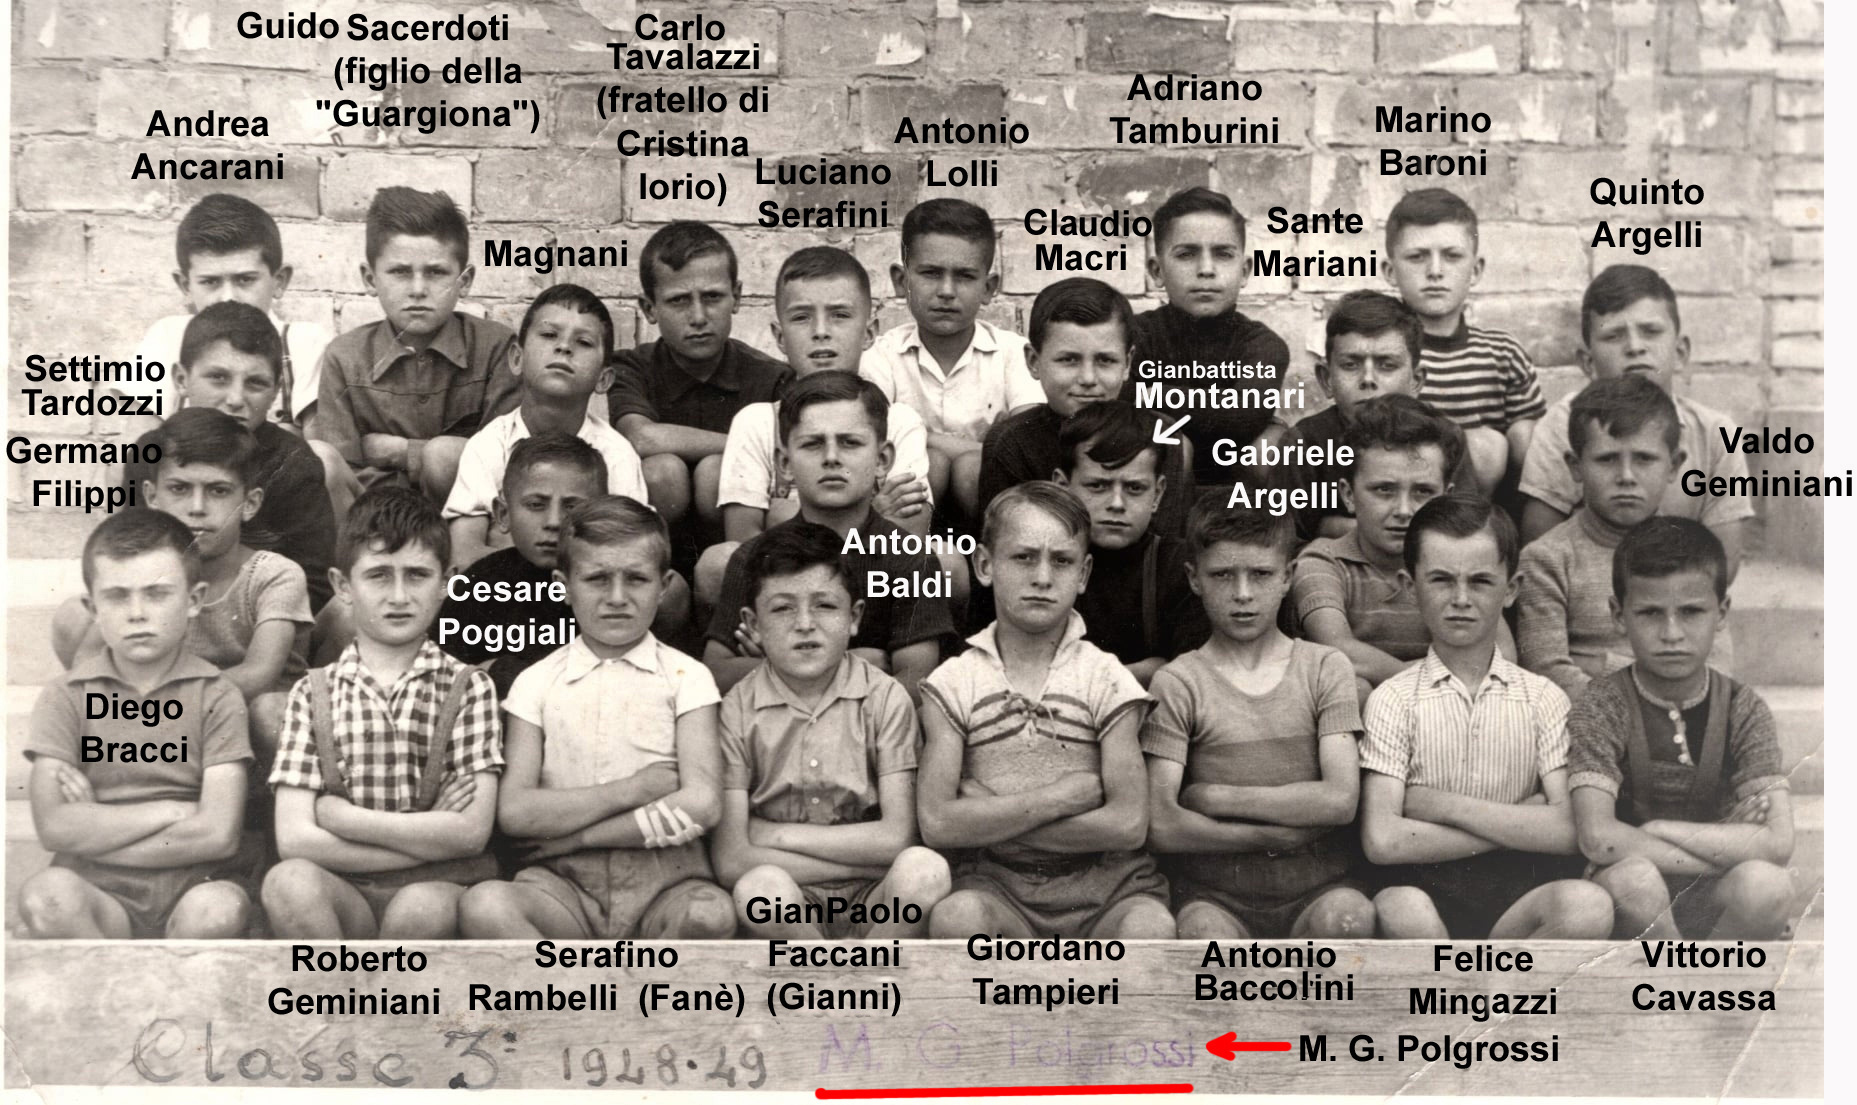 Guido Sacerdoti
(figlio della
"Guargiona")
Carlo
Tavalazzi
(fratello di
Cristina
Iorio)
Andrea
Ancarani
Magnani
Luciano
Serafini
Antonio
Lolli
Adriano
Tamburini
Claudio
Macri
Sante
Mariani
Marino
Baroni
Quinto
Argelli
Settimio
Tardozzi
Gianbattista
Montanari
Germano
Filippi
Gabriele
Argelli
Valdo
Geminiani
Cesare
Poggiali
Antonio
Baldi
Diego
Bracci
Roberto
Geminiani
Serafino
Rambelli (Fanè)
GianPaolo
Faccani
(Gianni)
Giordano
Tampieri
Antonio
Baccolini
Felice
Mingazzi
Vittorio
Cavassa
Classe 3ª 1948·49 M. G Polgrossi
M. G. Polgrossi